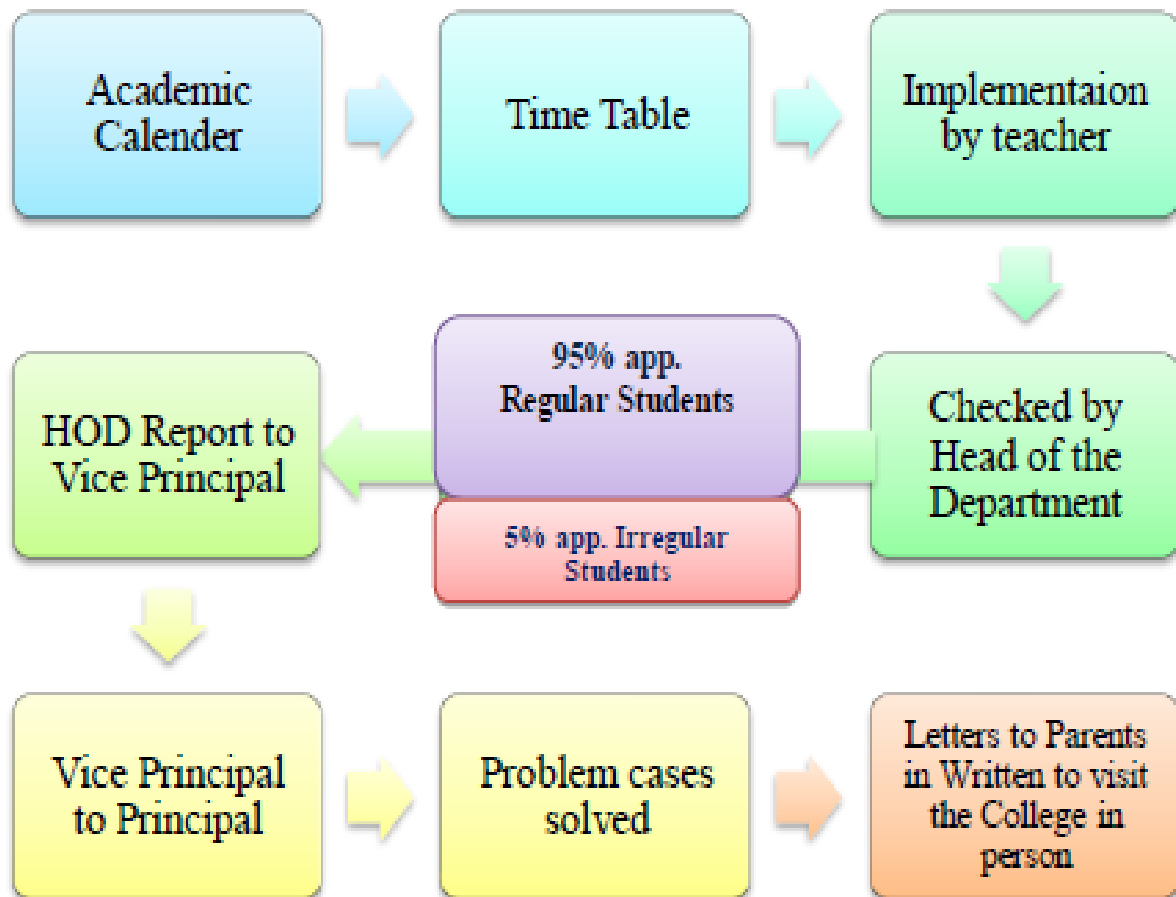 Academic
Calender
Time Table
Implementaion
by teacher
95% app.
Regular Students
5% app. Irregular
Students
HOD Report to
Vice Principal
Checked by
Head of the
Department
Vice Principal
to Principal
Problem cases
solved
Letters to Parents
in Written to visit
the College in
person